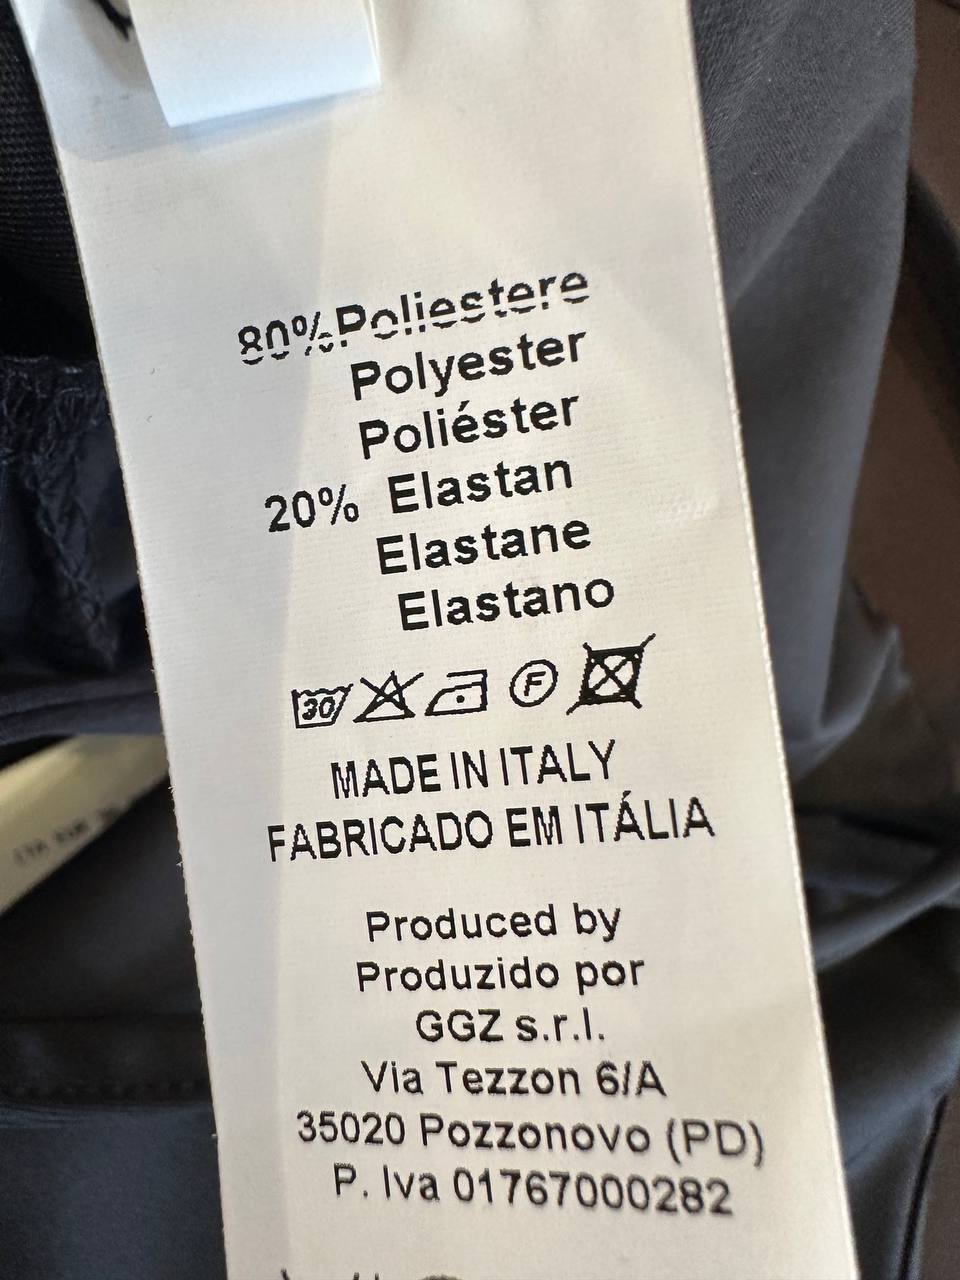 80%Poliestere
Polyester
Poliéster
20% Elastan
Elastane
Elastano
30 F
MADE IN ITALY
FABRICADO EM ITÁLIA
Produced by
Produzido por
GGZ s.r.l.
Via Tezzon 6/A
35020 Pozzonovo (PD)
P. Iva 01767000282